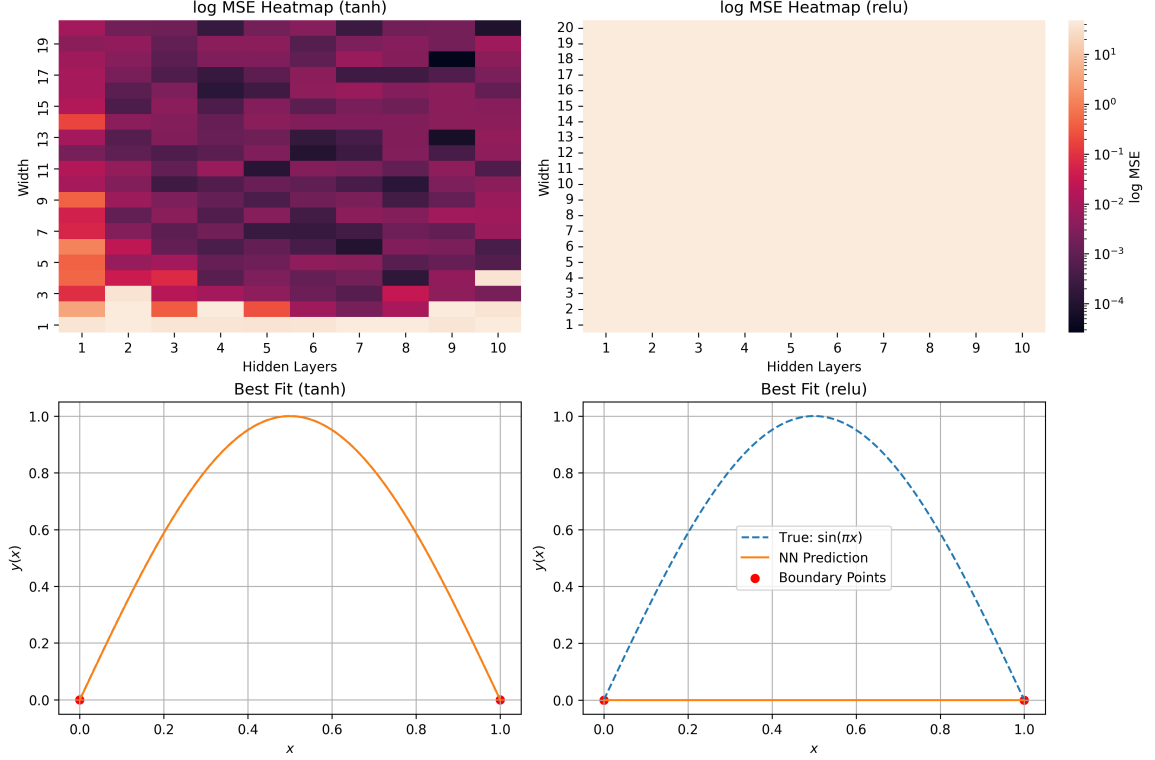 log MSE Heatmap (tanh)
Width
19
17
15
13
11
9
7
5
3
1
1 2 3 4 5 6 7 8 9 10
Hidden Layers
log MSE Heatmap (relu)
Width
20
19
18
17
16
15
14
13
12
11
10
9
8
7
6
5
4
3
2
1
1 2 3 4 5 6 7 8 9 10
Hidden Layers
10¹
10⁰
10⁻¹
10⁻²
10⁻³
10⁻⁴
log MSE
Best Fit (tanh)
y(x)
1.0
0.8
0.6
0.4
0.2
0.0
0.0 0.2 0.4 0.6 0.8 1.0
x
Best Fit (relu)
y(x)
1.0
0.8
0.6
0.4
0.2
0.0
True: sin(πx)
NN Prediction
Boundary Points
0.0 0.2 0.4 0.6 0.8 1.0
x